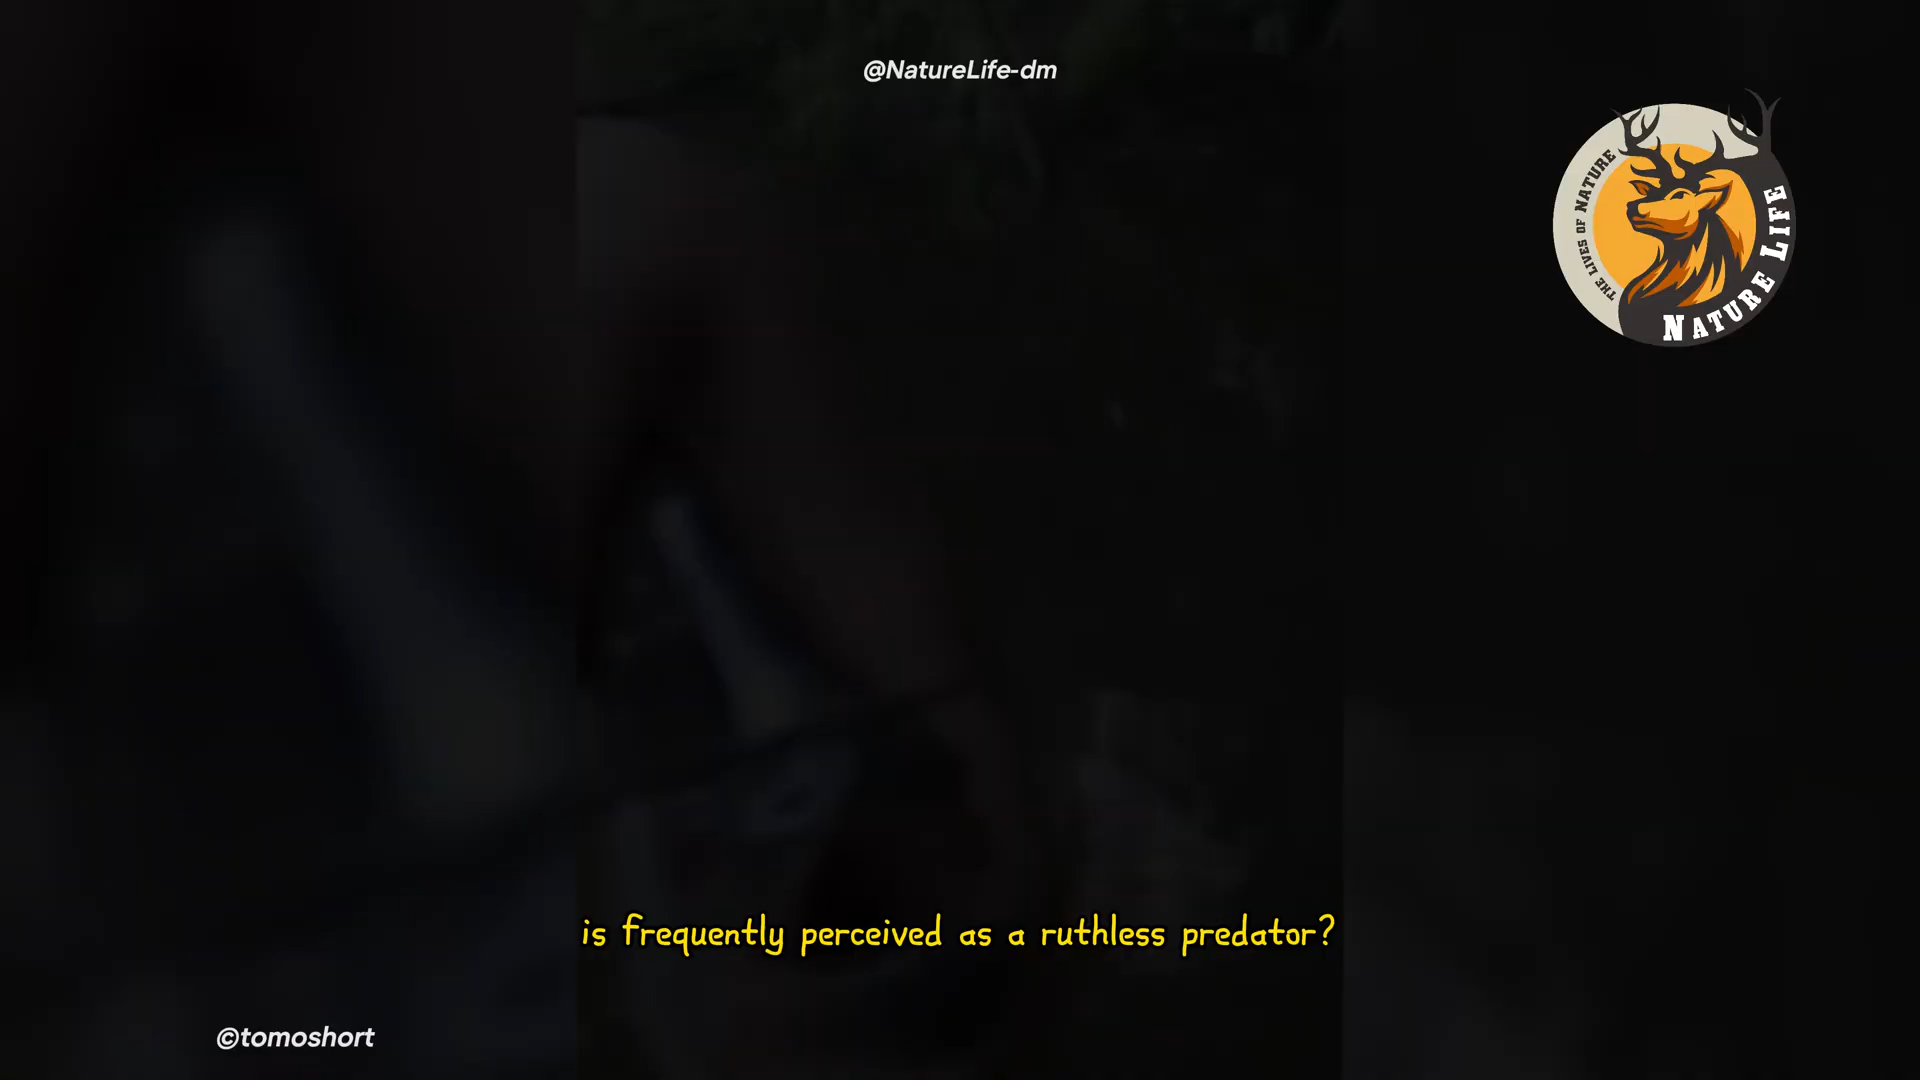 @NatureLife-dm
THE LIVES OF NATURE
NATURE LIFE
is frequently perceived as a ruthless predator?
©tomoshort